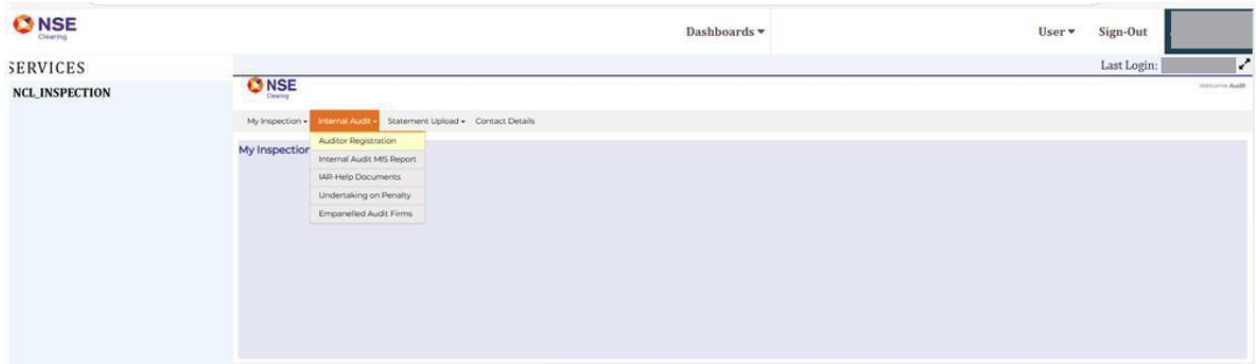 NSE
Clearing
Dashboards
User
Sign-Out
SERVICES
Last Login:
NCL_INSPECTION
NSE
Clearing
Welcome Audit
My Inspection
Internal Audit
Statement Upload
Contact Details
Auditor Registration
My Inspection
Internal Audit MIS Report
IAR-Help Documents
Undertaking on Penalty
Empanelled Audit Firms